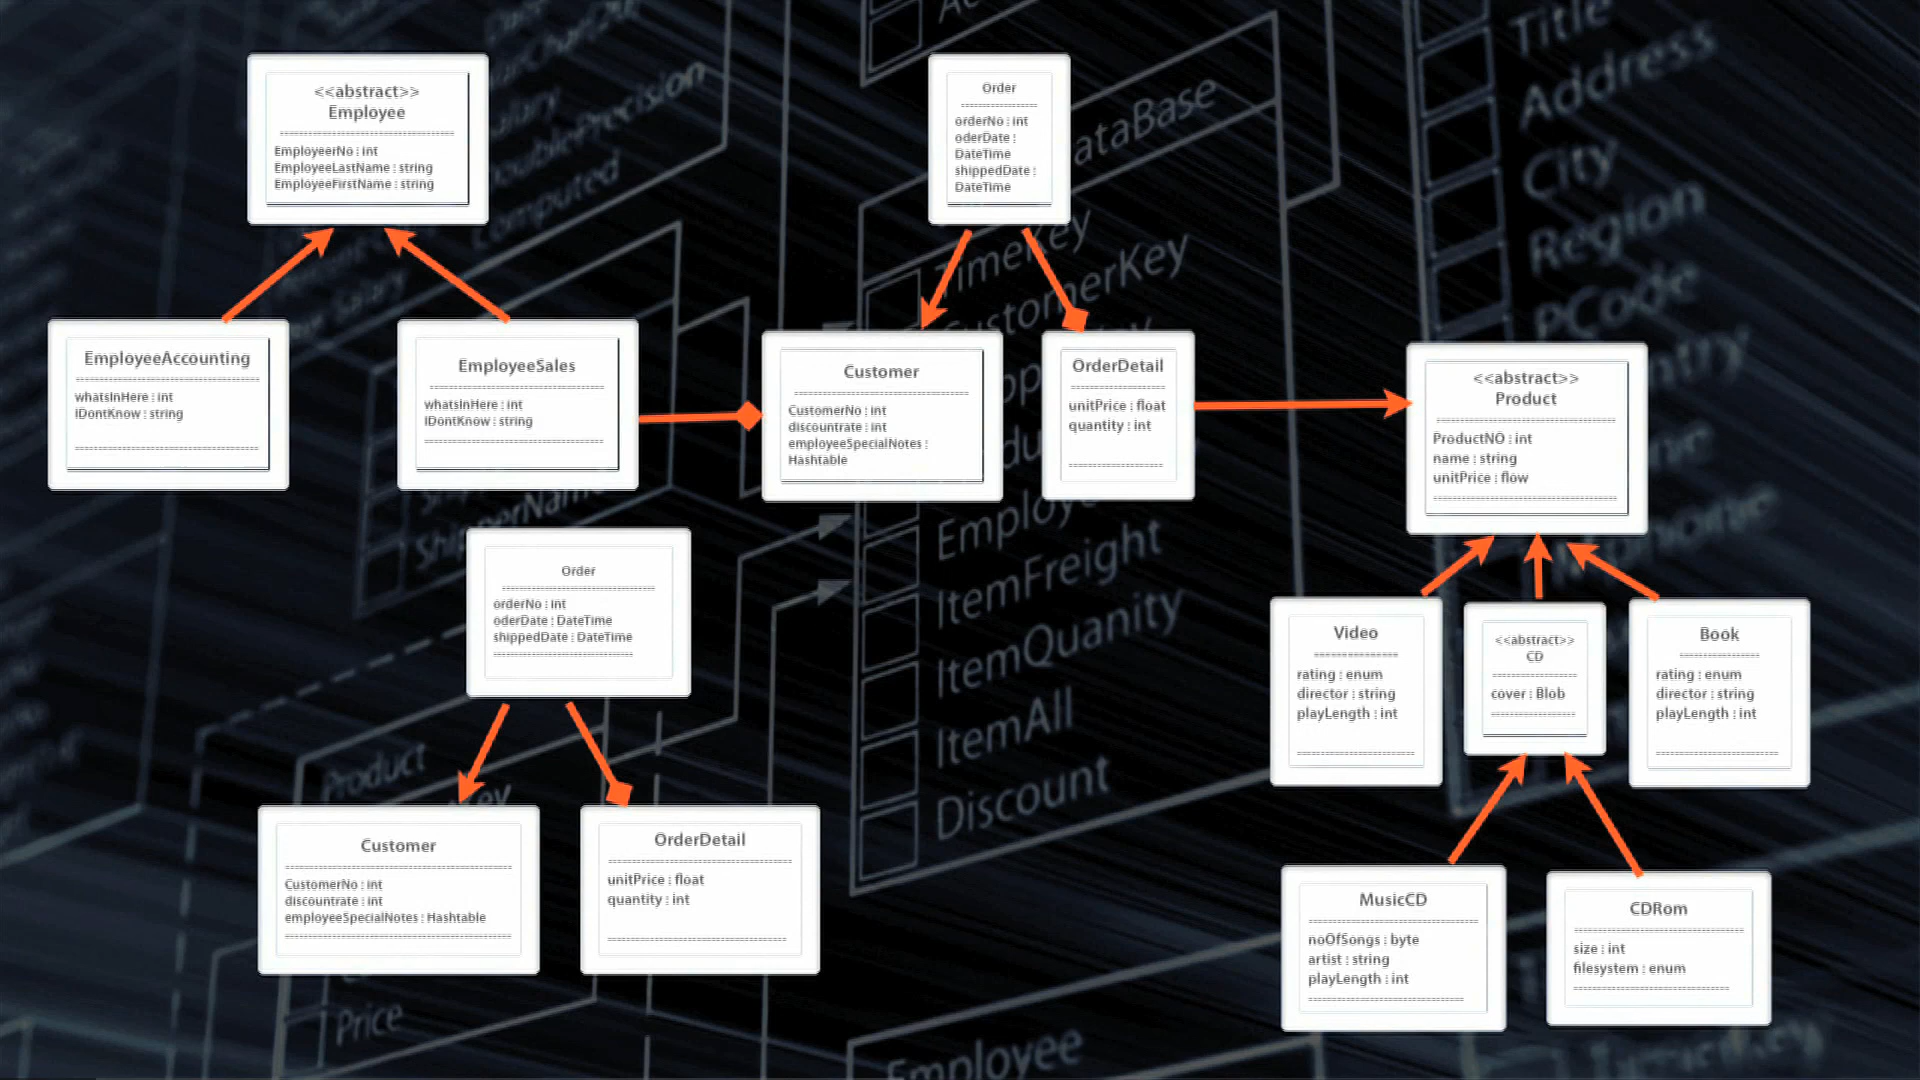 <<abstract>>
Employee
EmployeerNo : int
EmployeeLastName : string
EmployeeFirstName : string
Order
orderNo : int
oderDate :
DateTime
shippedDate :
DateTime
EmployeeAccounting
whatsInHere : int
IDontKnow : string
EmployeeSales
whatsInHere : int
IDontKnow : string
Customer
CustomerNo : int
discountrate : int
employeeSpecialNotes :
Hashtable
OrderDetail
unitPrice : float
quantity : int
<<abstract>>
Product
ProductNO : int
name : string
unitPrice : flow
Order
orderNo : int
oderDate : DateTime
shippedDate : DateTime
Customer
CustomerNo : int
discountrate : int
employeeSpecialNotes : Hashtable
OrderDetail
unitPrice : float
quantity : int
Video
rating : enum
director : string
playLength : int
<<abstract>>
CD
cover : Blob
Book
rating : enum
director : string
playLength : int
MusicCD
noOfSongs : byte
artist : string
playLength : int
CDRom
size : int
filesystem : enum
Title
Address
City
Region
PCode
Computed
TimeKey
ShipperName
ItemFreight
ItemQuanity
ItemAll
Discount
Product
Price
Employee